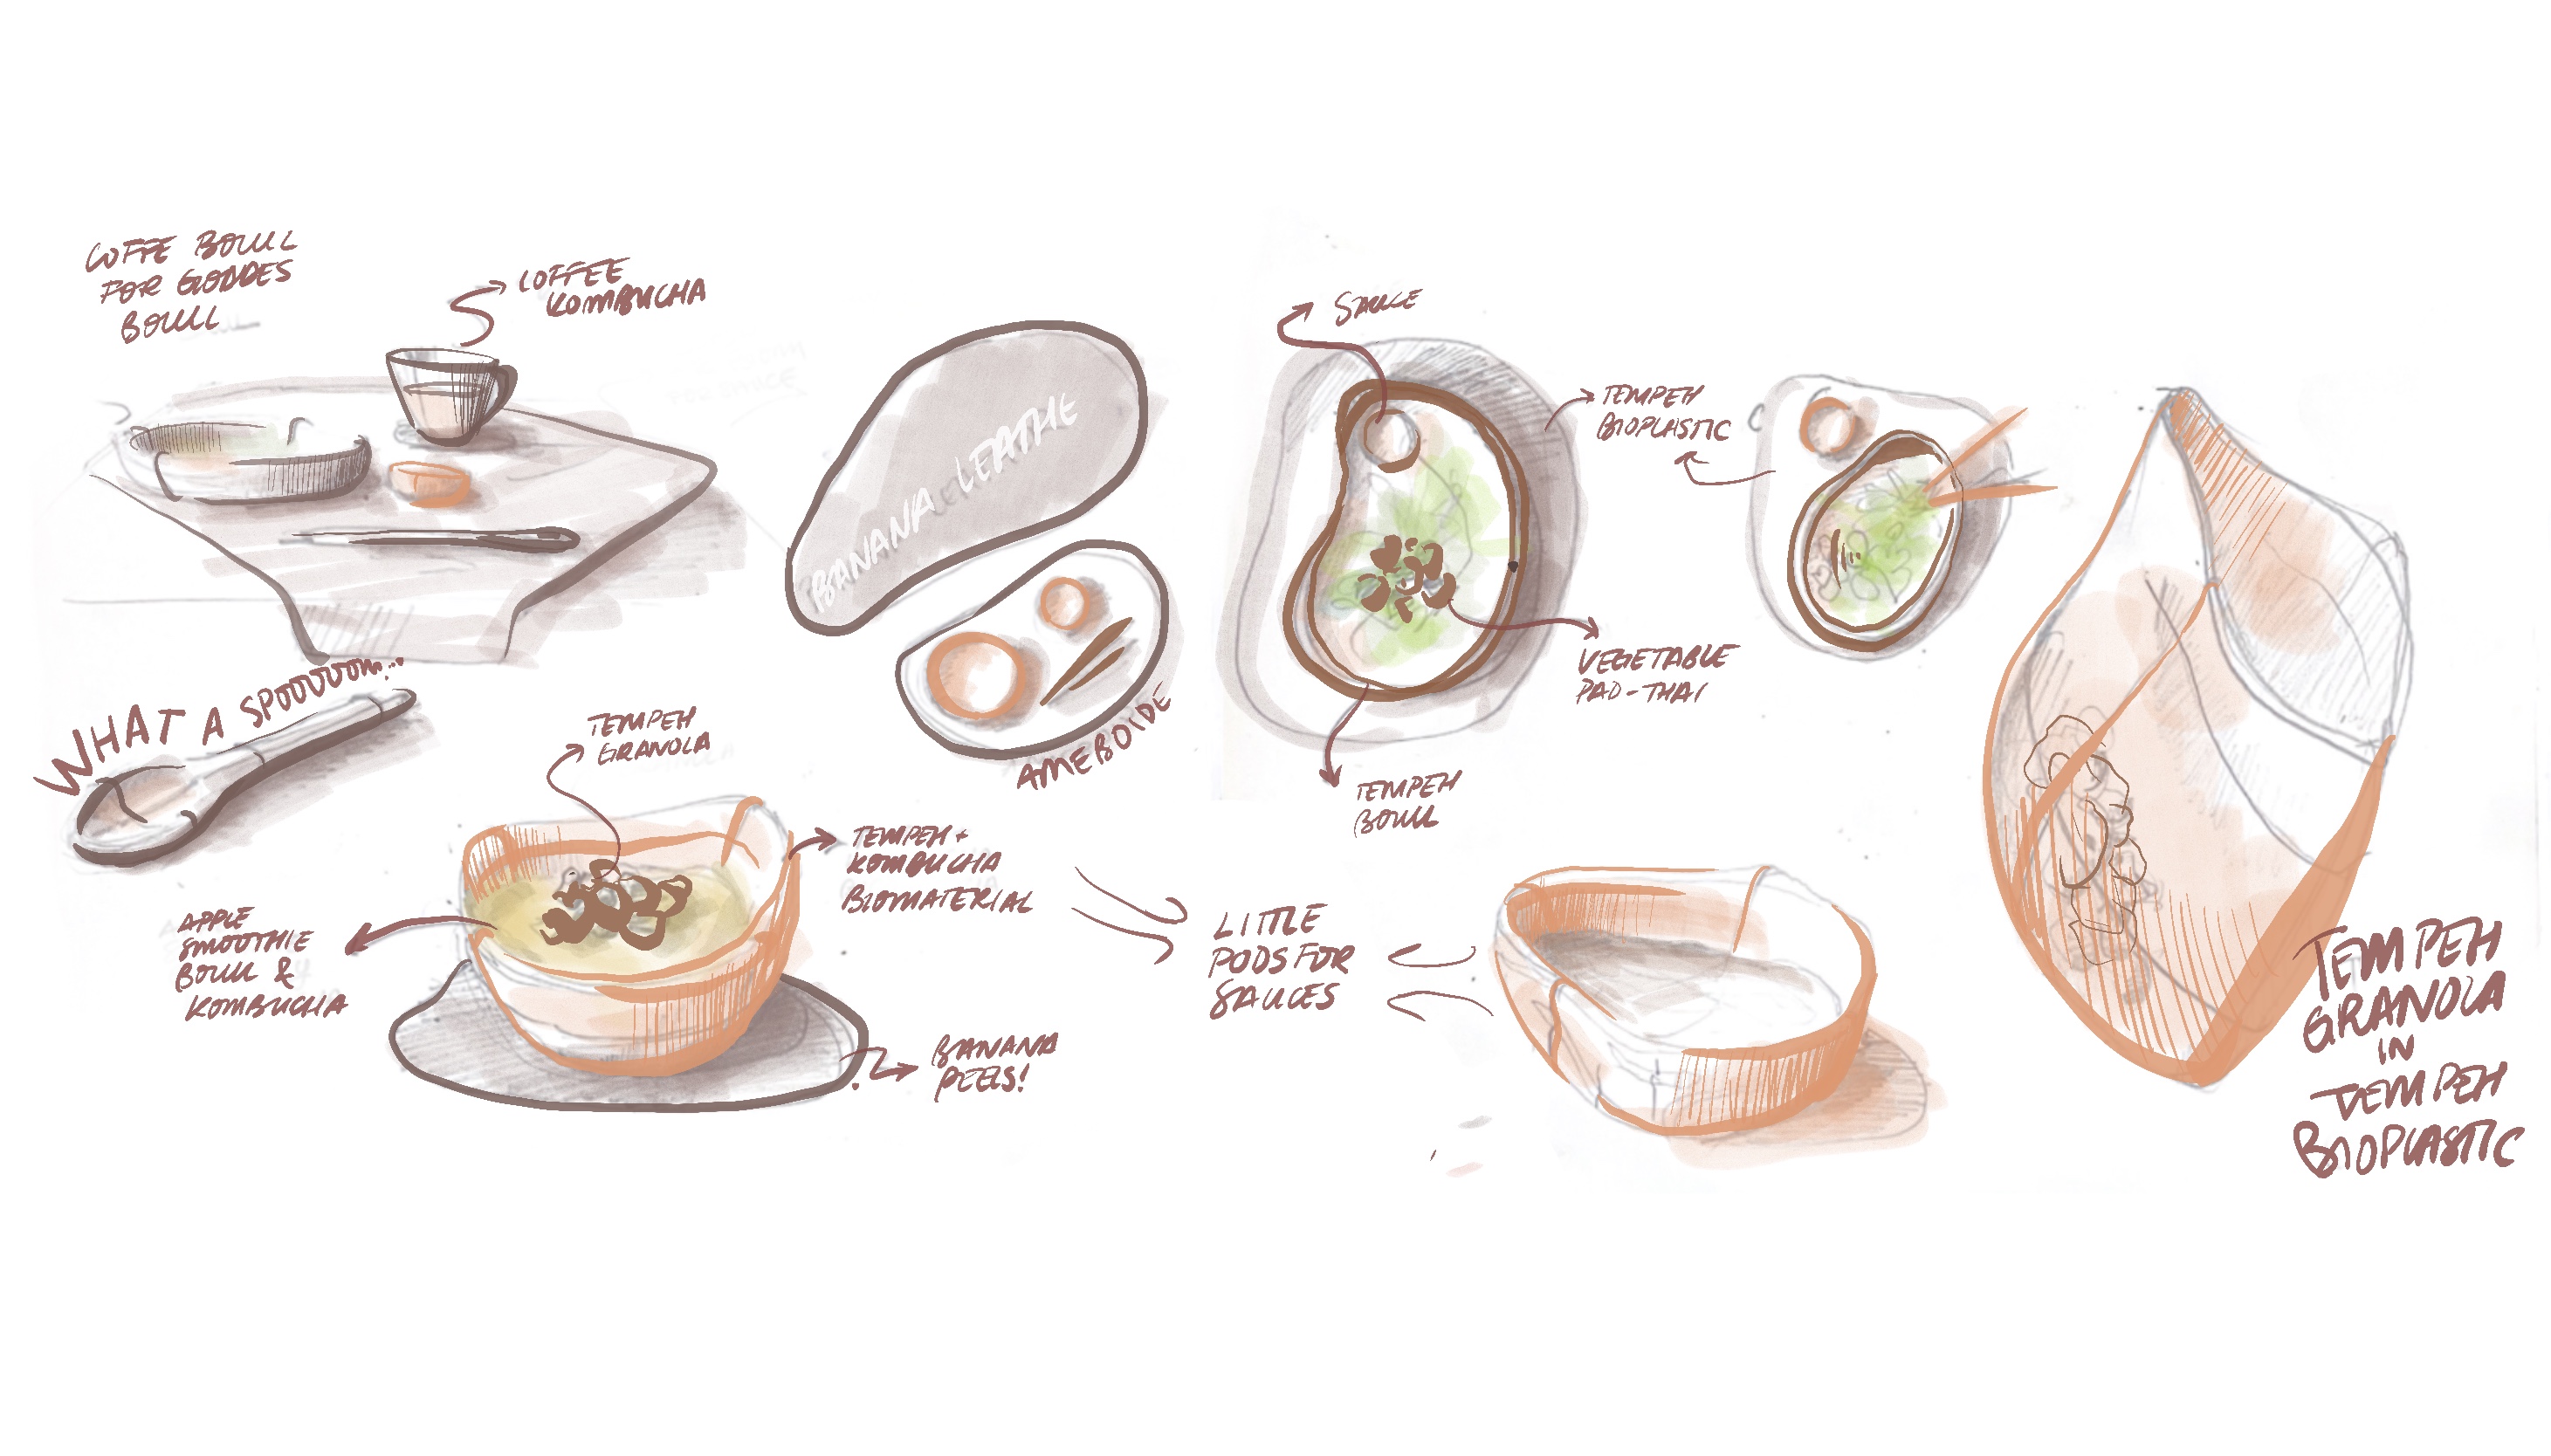 COFFE BOWL
FOR GODDES
BOWL
COFFEE
KOMBUCHA
BANANA LEATHE
SAUCE
TEMPEH
BIOPLASTIC
WHAT A SPOOOOON!...
AMEBOIDE
VEGETABLE
PAD-THAI
TEMPEH
BOWL
TEMPEH
GRANOLA
TEMPEH +
KOMBUCHA
BIOMATERIAL
APPLE
SMOOTHIE
BOWL &
KOMBUCHA
BANANA
PEELS!
LITTLE
PODS FOR
SAUCES
TEMPEH
GRANOLA
IN
TEMPEH
BIOPLASTIC